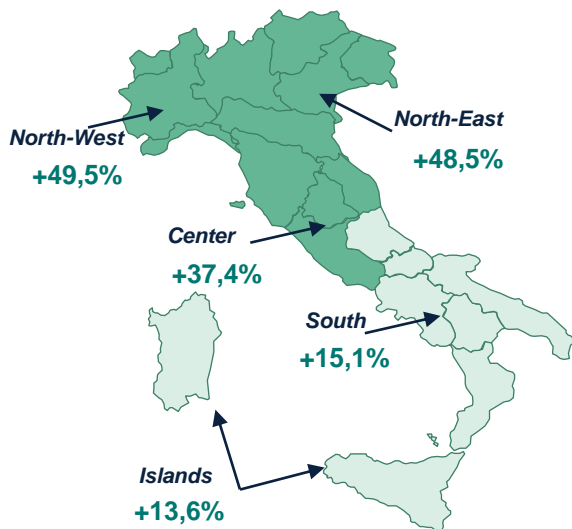 North-West
+49,5%
North-East
+48,5%
Center
+37,4%
South
+15,1%
Islands
+13,6%